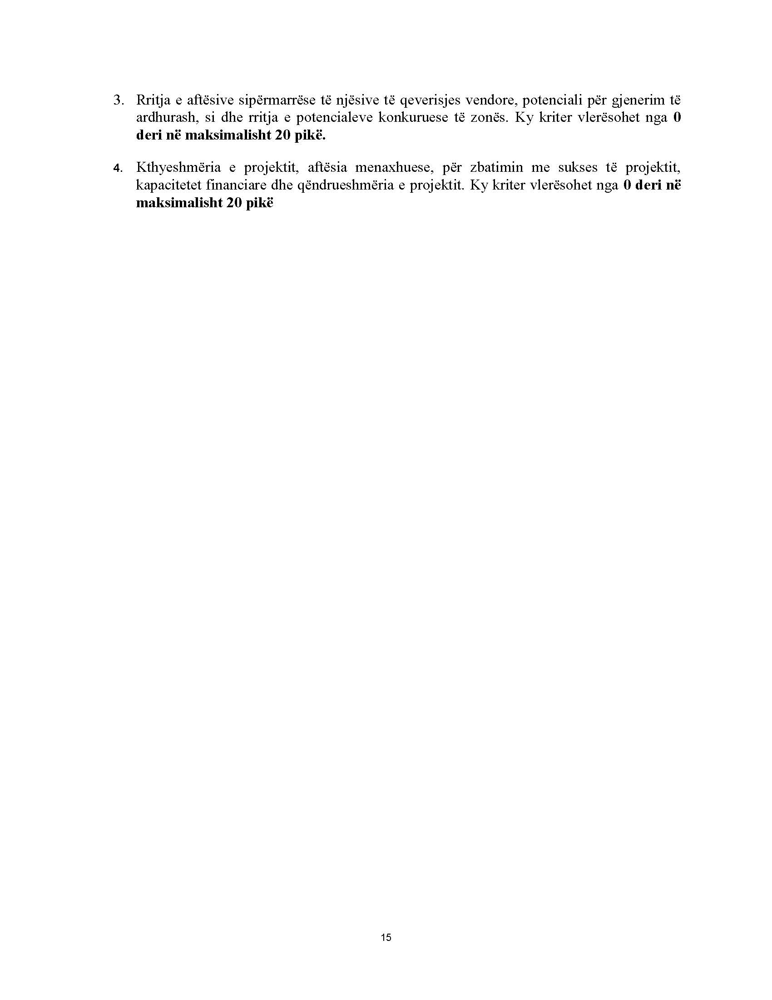 3. Rritja e aftësive sipërmarrëse të njësive të qeverisjes vendore, potenciali për gjenerim të
ardhurash, si dhe rritja e potencialeve konkuruese të zonës. Ky kriter vlerësohet nga 0
deri në maksimalisht 20 pikë.
4. Kthyeshmëria e projektit, aftësia menaxhuese, për zbatimin me sukses të projektit,
kapacitetet financiare dhe qëndrueshmëria e projektit. Ky kriter vlerësohet nga 0 deri në
maksimalisht 20 pikë
15